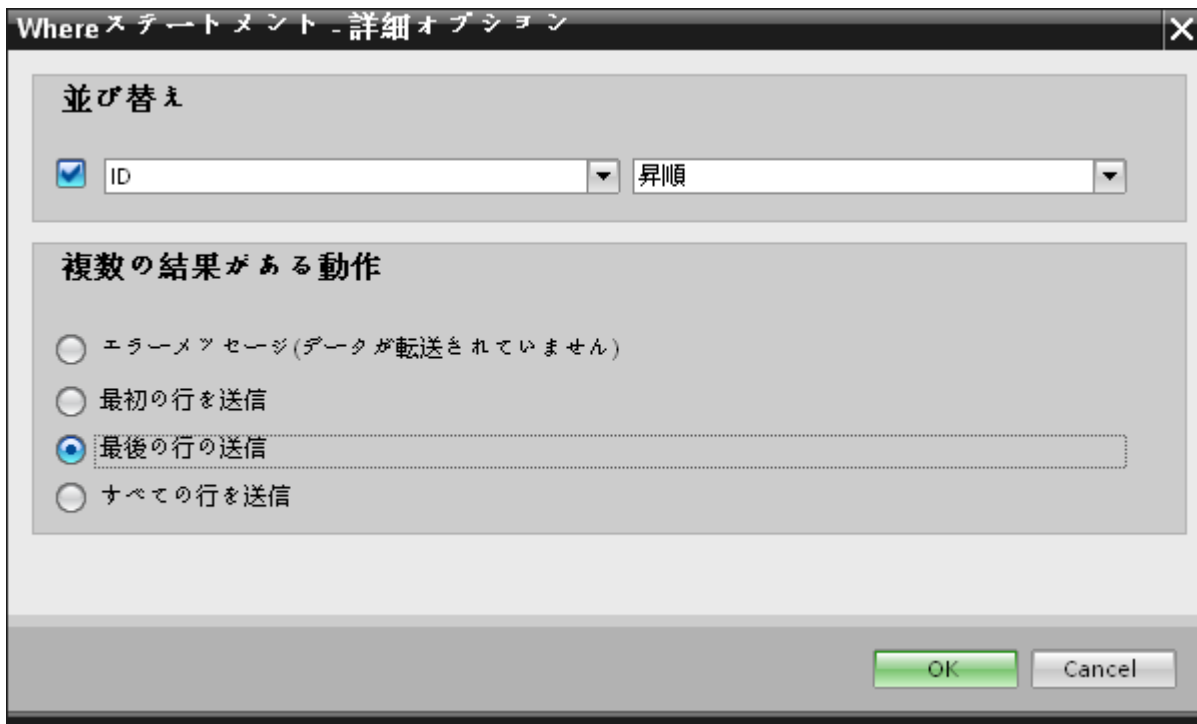 Whereステートメント - 詳細オプション
並び替え
ID 昇順
複数の結果がある動作
エラーメッセージ(データが転送されていません)
最初の行を送信
最後の行の送信
すべての行を送信
OK Cancel